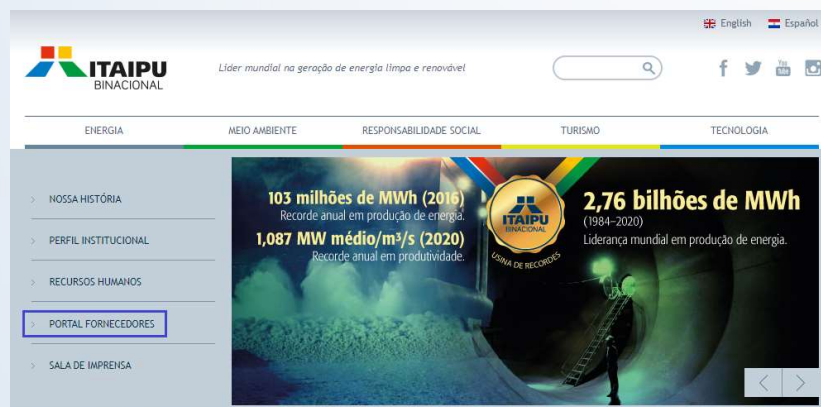 English Español
ITAIPU
BINACIONAL
Líder mundial na geração de energia limpa e renovável
You
Tube
ENERGIA MEIO AMBIENTE RESPONSABILIDADE SOCIAL TURISMO TECNOLOGIA
NOSSA HISTÓRIA
PERFIL INSTITUCIONAL
RECURSOS HUMANOS
PORTAL FORNECEDORES
SALA DE IMPRENSA
103 milhões de MWh (2016)
Recorde anual em produção de energia.
1,087 MW médio/m³/s (2020)
Recorde anual em produtividade.
ITAIPU
BINACIONAL
USINA DE RECORDES
2,76 bilhões de MWh
(1984-2020)
Liderança mundial em produção de energia.